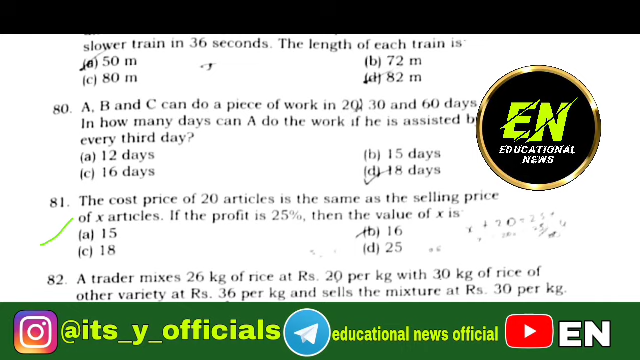 slower train in 36 seconds. The length of each train is
(a) 50 m
(b) 72 m
(c) 80 m
(d) 82 m
80. A, B and C can do a piece of work in 20, 30 and 60 days
In how many days can A do the work if he is assisted by
every third day?
(a) 12 days
(b) 15 days
(c) 16 days
(d) 18 days
81. The cost price of 20 articles is the same as the selling price
of x articles. If the profit is 25%, then the value of x is
(a) 15
(b) 16
(c) 18
(d) 25
82. A trader mixes 26 kg of rice at Rs. 20 per kg with 30 kg of rice of
other variety at Rs. 36 per kg and sells the mixture at Rs. 30 per kg.
EN
EDUCATIONAL
NEWS
@its_y_officials
educational news official
EN